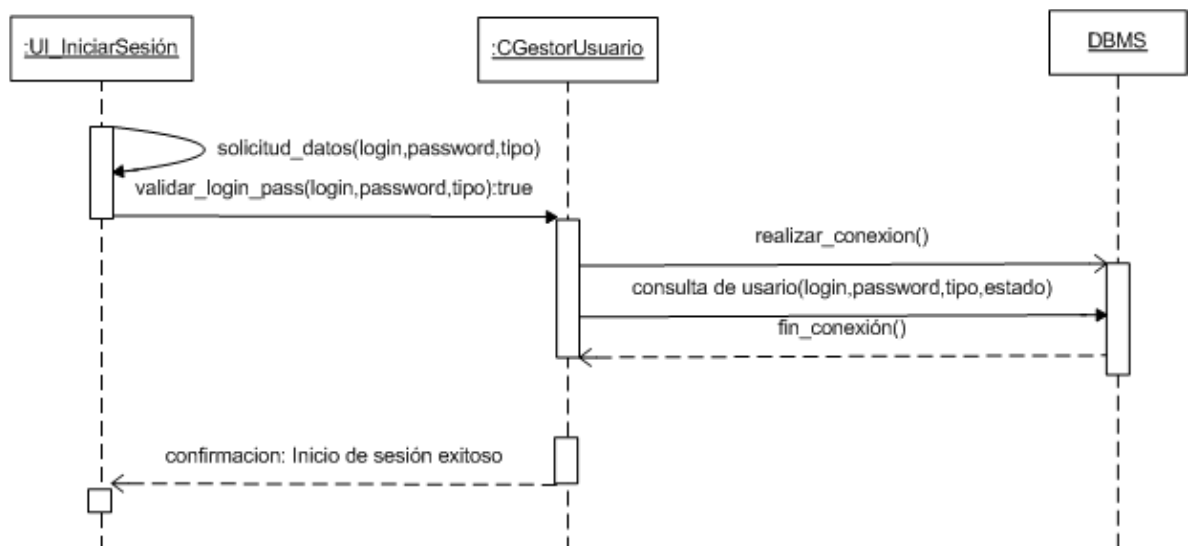 :UI_IniciarSesión
:CGestorUsuario
DBMS
solicitud_datos(login,password,tipo)
validar_login_pass(login,password,tipo):true
realizar_conexion()
consulta de usario(login,password,tipo,estado)
fin_conexión()
confirmacion: Inicio de sesión exitoso